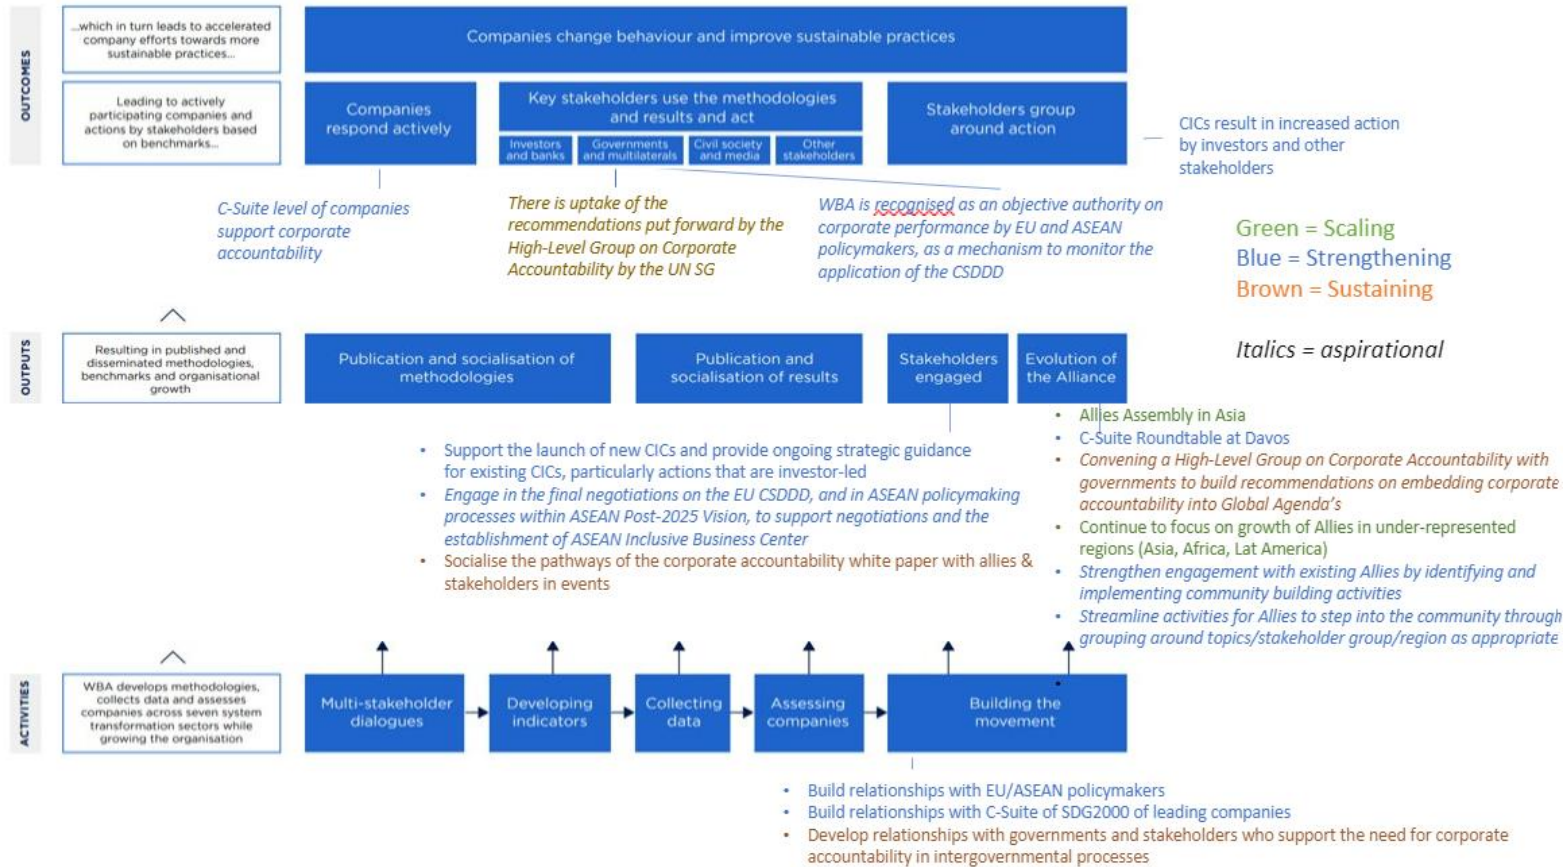 OUTCOMES
...which in turn leads to accelerated
company efforts towards more
sustainable practices...
Companies change behaviour and improve sustainable practices
Leading to actively
participating companies and
actions by stakeholders based
on benchmarks...
Companies
respond actively
Key stakeholders use the methodologies
and results and act
Investors
and banks
Governments
and multilaterals
Civil society
and media
Other
stakeholders
Stakeholders group
around action
CICs result in increased action
by investors and other
stakeholders
C-Suite level of companies
support corporate
accountability
There is uptake of the
recommendations put forward by the
High-Level Group on Corporate
Accountability by the UN SG
WBA is recognised as an objective authority on
corporate performance by EU and ASEAN
policymakers, as a mechanism to monitor the
application of the CSDDD
Green = Scaling
Blue = Strengthening
Brown = Sustaining
Italics = aspirational
OUTPUTS
Resulting in published and
disseminated methodologies,
benchmarks and organisational
growth
Publication and socialisation of
methodologies
Publication and
socialisation of results
Stakeholders
engaged
Evolution of
the Alliance
• Support the launch of new CICs and provide ongoing strategic guidance
for existing CICs, particularly actions that are investor-led
• Engage in the final negotiations on the EU CSDDD, and in ASEAN policymaking
processes within ASEAN Post-2025 Vision, to support negotiations and the
establishment of ASEAN Inclusive Business Center
• Socialise the pathways of the corporate accountability white paper with allies &
stakeholders in events
• Allies Assembly in Asia
• C-Suite Roundtable at Davos
• Convening a High-Level Group on Corporate Accountability with
governments to build recommendations on embedding corporate
accountability into Global Agenda's
• Continue to focus on growth of Allies in under-represented
regions (Asia, Africa, Lat America)
• Strengthen engagement with existing Allies by identifying and
implementing community building activities
• Streamline activities for Allies to step into the community through
grouping around topics/stakeholder group/region as appropriate
ACTIVITIES
WBA develops methodologies,
collects data and assesses
companies across seven system
transformation sectors while
growing the organisation
Multi-stakeholder
dialogues
Developing
indicators
Collecting
data
Assessing
companies
Building the
movement
• Build relationships with EU/ASEAN policymakers
• Build relationships with C-Suite of SDG2000 of leading companies
• Develop relationships with governments and stakeholders who support the need for corporate
accountability in intergovernmental processes